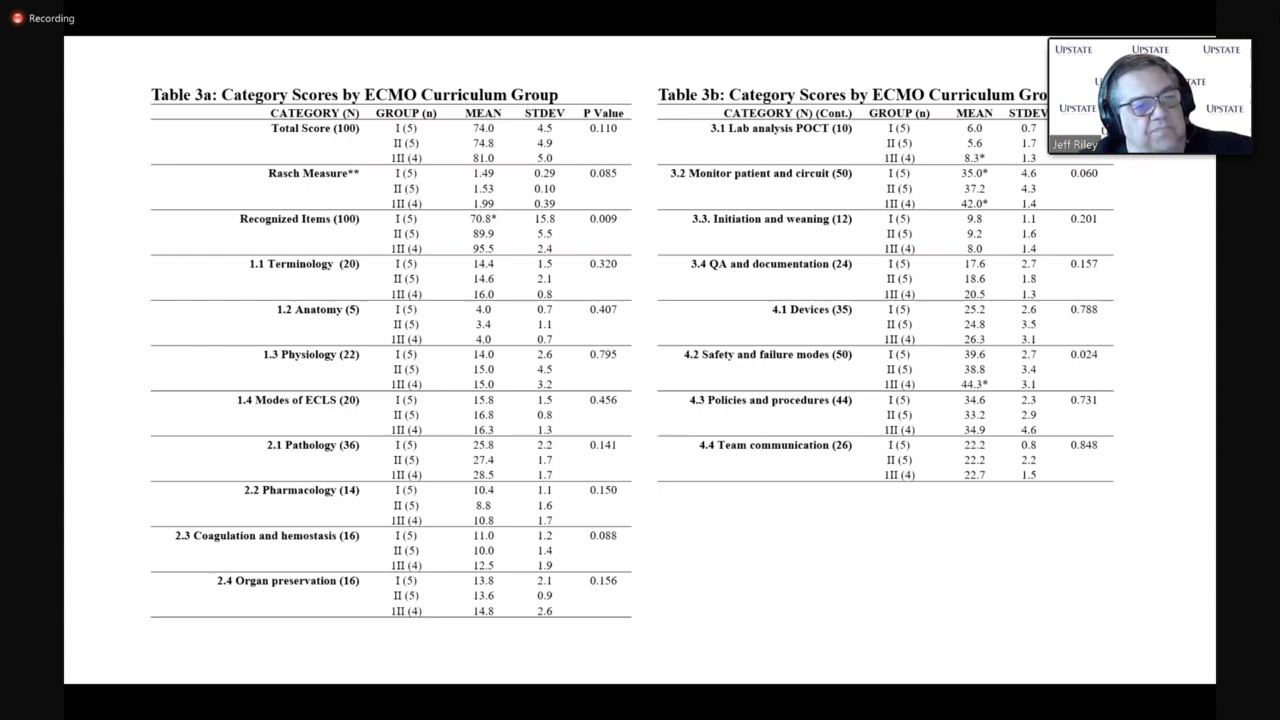 Recording
UPSTATE UPSTATE UPSTATE
UPSTATE UPSTATE
Jeff Riley
Table 3a: Category Scores by ECMO Curriculum Group
CATEGORY (N) GROUP (n) MEAN STDEV P Value
Total Score (100) I (5) 74.0 4.5 0.110
II (5) 74.8 4.9
1II (4) 81.0 5.0
Rasch Measure** I (5) 1.49 0.29 0.085
II (5) 1.53 0.10
1II (4) 1.99 0.39
Recognized Items (100) I (5) 70.8* 15.8 0.009
II (5) 89.9 5.5
1II (4) 95.5 2.4
1.1 Terminology (20) I (5) 14.4 1.5 0.320
II (5) 14.6 2.1
1II (4) 16.0 0.8
1.2 Anatomy (5) I (5) 4.0 0.7 0.407
II (5) 3.4 1.1
1II (4) 4.0 0.7
1.3 Physiology (22) I (5) 14.0 2.6 0.795
II (5) 15.0 4.5
1II (4) 15.0 3.2
1.4 Modes of ECLS (20) I (5) 15.8 1.5 0.456
II (5) 16.8 0.8
1II (4) 16.3 1.3
2.1 Pathology (36) I (5) 25.8 2.2 0.141
II (5) 27.4 1.7
1II (4) 28.5 1.7
2.2 Pharmacology (14) I (5) 10.4 1.1 0.150
II (5) 8.8 1.6
1II (4) 10.8 1.7
2.3 Coagulation and hemostasis (16) I (5) 11.0 1.2 0.088
II (5) 10.0 1.4
1II (4) 12.5 1.9
2.4 Organ preservation (16) I (5) 13.8 2.1 0.156
II (5) 13.6 0.9
1II (4) 14.8 2.6
Table 3b: Category Scores by ECMO Curriculum Gro
CATEGORY (N) (Cont.) GROUP (n) MEAN STDEV
3.1 Lab analysis POCT (10) I (5) 6.0 0.7
II (5) 5.6 1.7
1II (4) 8.3* 1.3
3.2 Monitor patient and circuit (50) I (5) 35.0* 4.6 0.060
II (5) 37.2 4.3
1II (4) 42.0* 1.4
3.3. Initiation and weaning (12) I (5) 9.8 1.1 0.201
II (5) 9.2 1.6
1II (4) 8.0 1.4
3.4 QA and documentation (24) I (5) 17.6 2.7 0.157
II (5) 18.6 1.8
1II (4) 20.5 1.3
4.1 Devices (35) I (5) 25.2 2.6 0.788
II (5) 24.8 3.5
1II (4) 26.3 3.1
4.2 Safety and failure modes (50) I (5) 39.6 2.7 0.024
II (5) 38.8 3.4
1II (4) 44.3* 3.1
4.3 Policies and procedures (44) I (5) 34.6 2.3 0.731
II (5) 33.2 2.9
1II (4) 34.9 4.6
4.4 Team communication (26) I (5) 22.2 0.8 0.848
II (5) 22.2 2.2
1II (4) 22.7 1.5